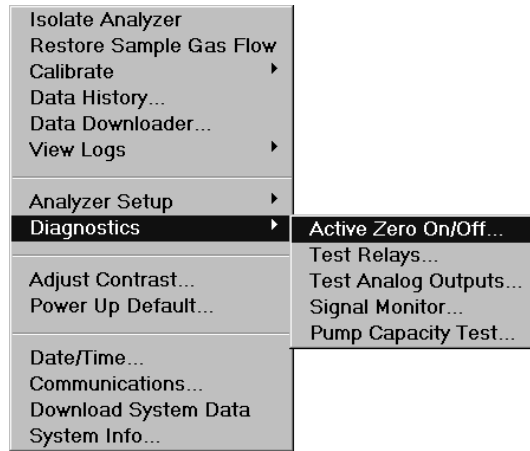 Isolate Analyzer
Restore Sample Gas Flow
Calibrate
Data History...
Data Downloader...
View Logs
Analyzer Setup
Diagnostics
Active Zero On/Off...
Test Relays...
Test Analog Outputs...
Signal Monitor...
Pump Capacity Test...
Adjust Contrast...
Power Up Default...
Date/Time...
Communications...
Download System Data
System Info...